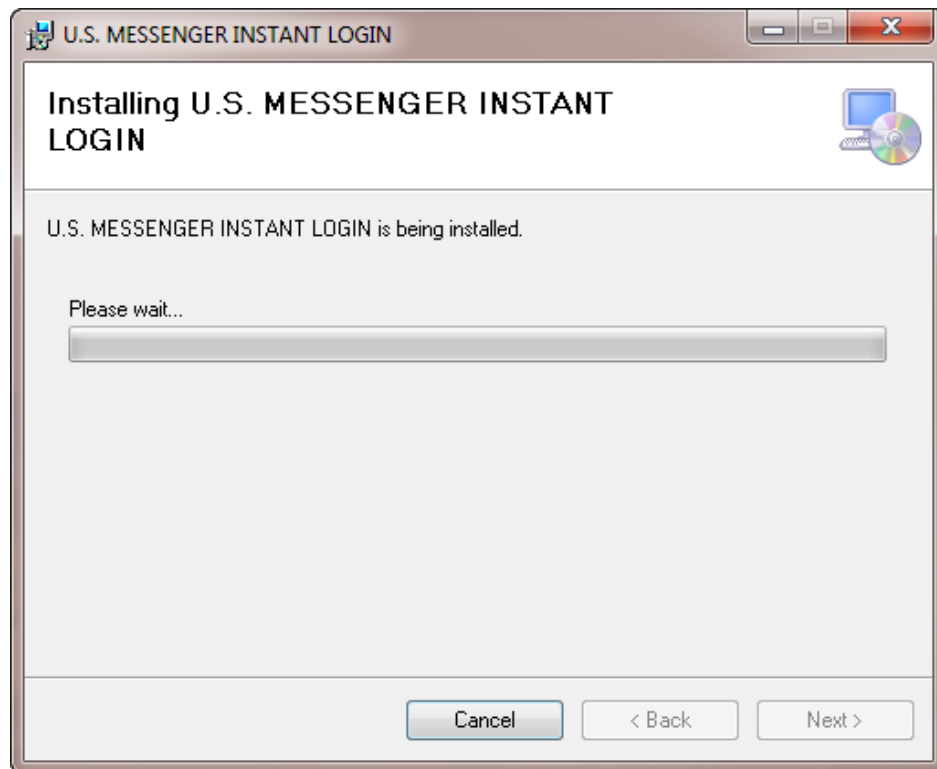 U.S. MESSENGER INSTANT LOGIN
Installing U.S. MESSENGER INSTANT
LOGIN
U.S. MESSENGER INSTANT LOGIN is being installed.
Please wait...
Cancel
< Back
Next >